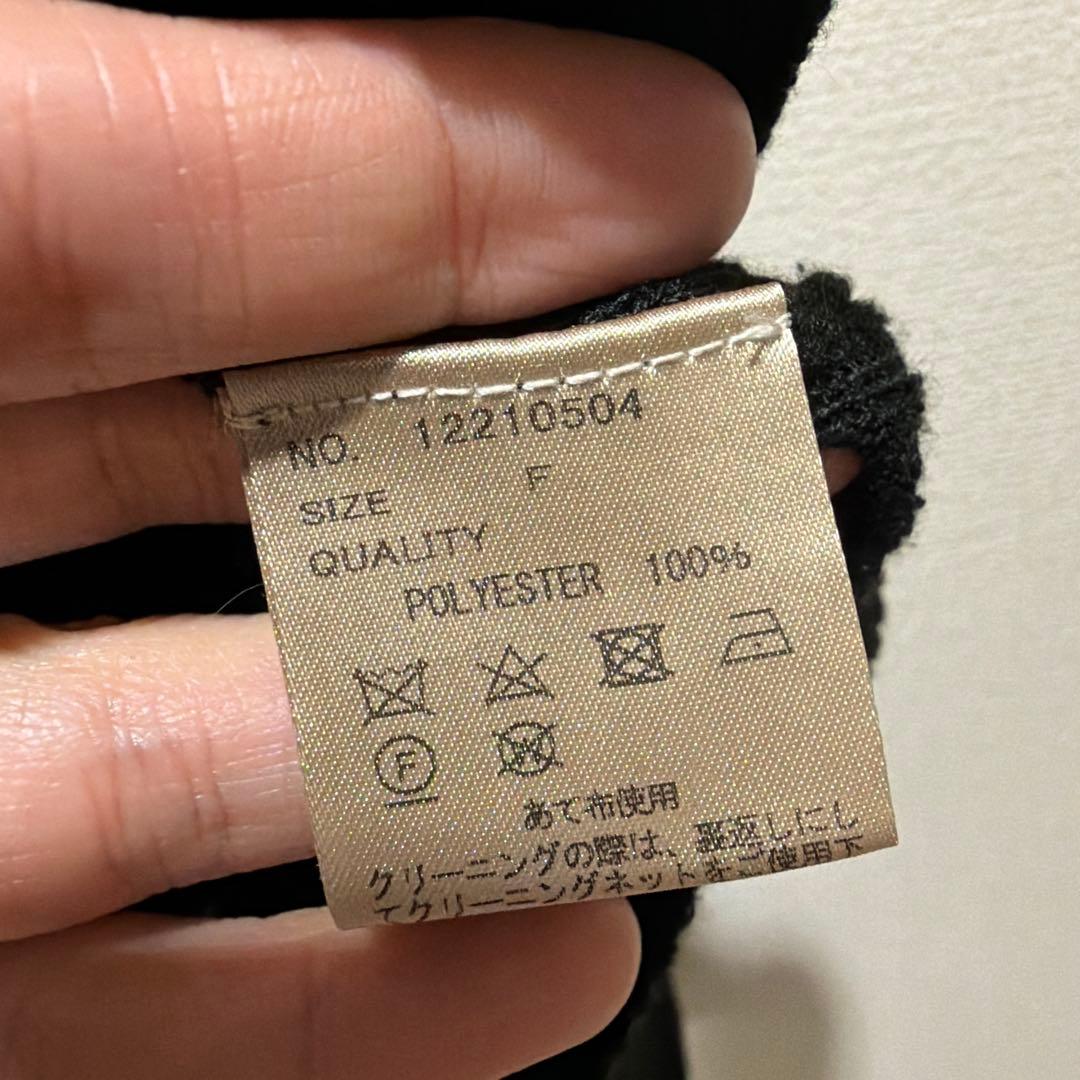 NO. 12210504
SIZE F
QUALITY
POLYESTER 100%
F W
あて布使用
クリーニングの際は、裏返しにし
てクリーニングネットをご使用下